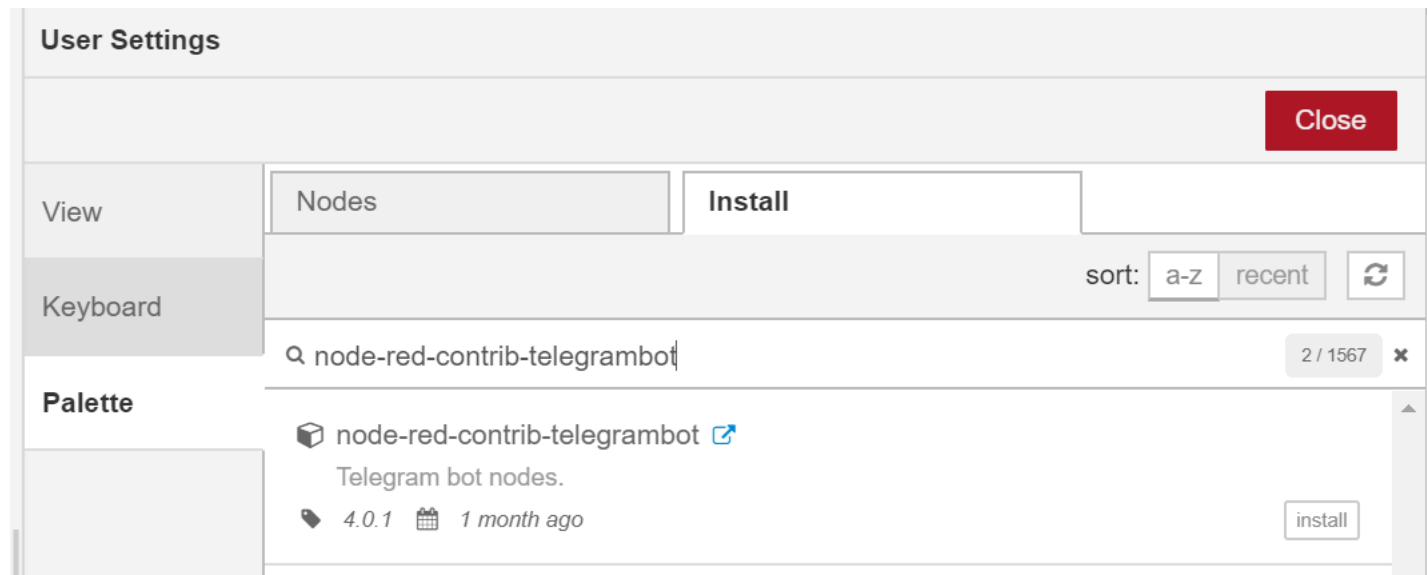 User Settings
Close
View
Nodes
Install
sort: a-z recent
Keyboard
node-red-contrib-telegrambot
2 / 1567
Palette
node-red-contrib-telegrambot
Telegram bot nodes.
4.0.1 1 month ago
install